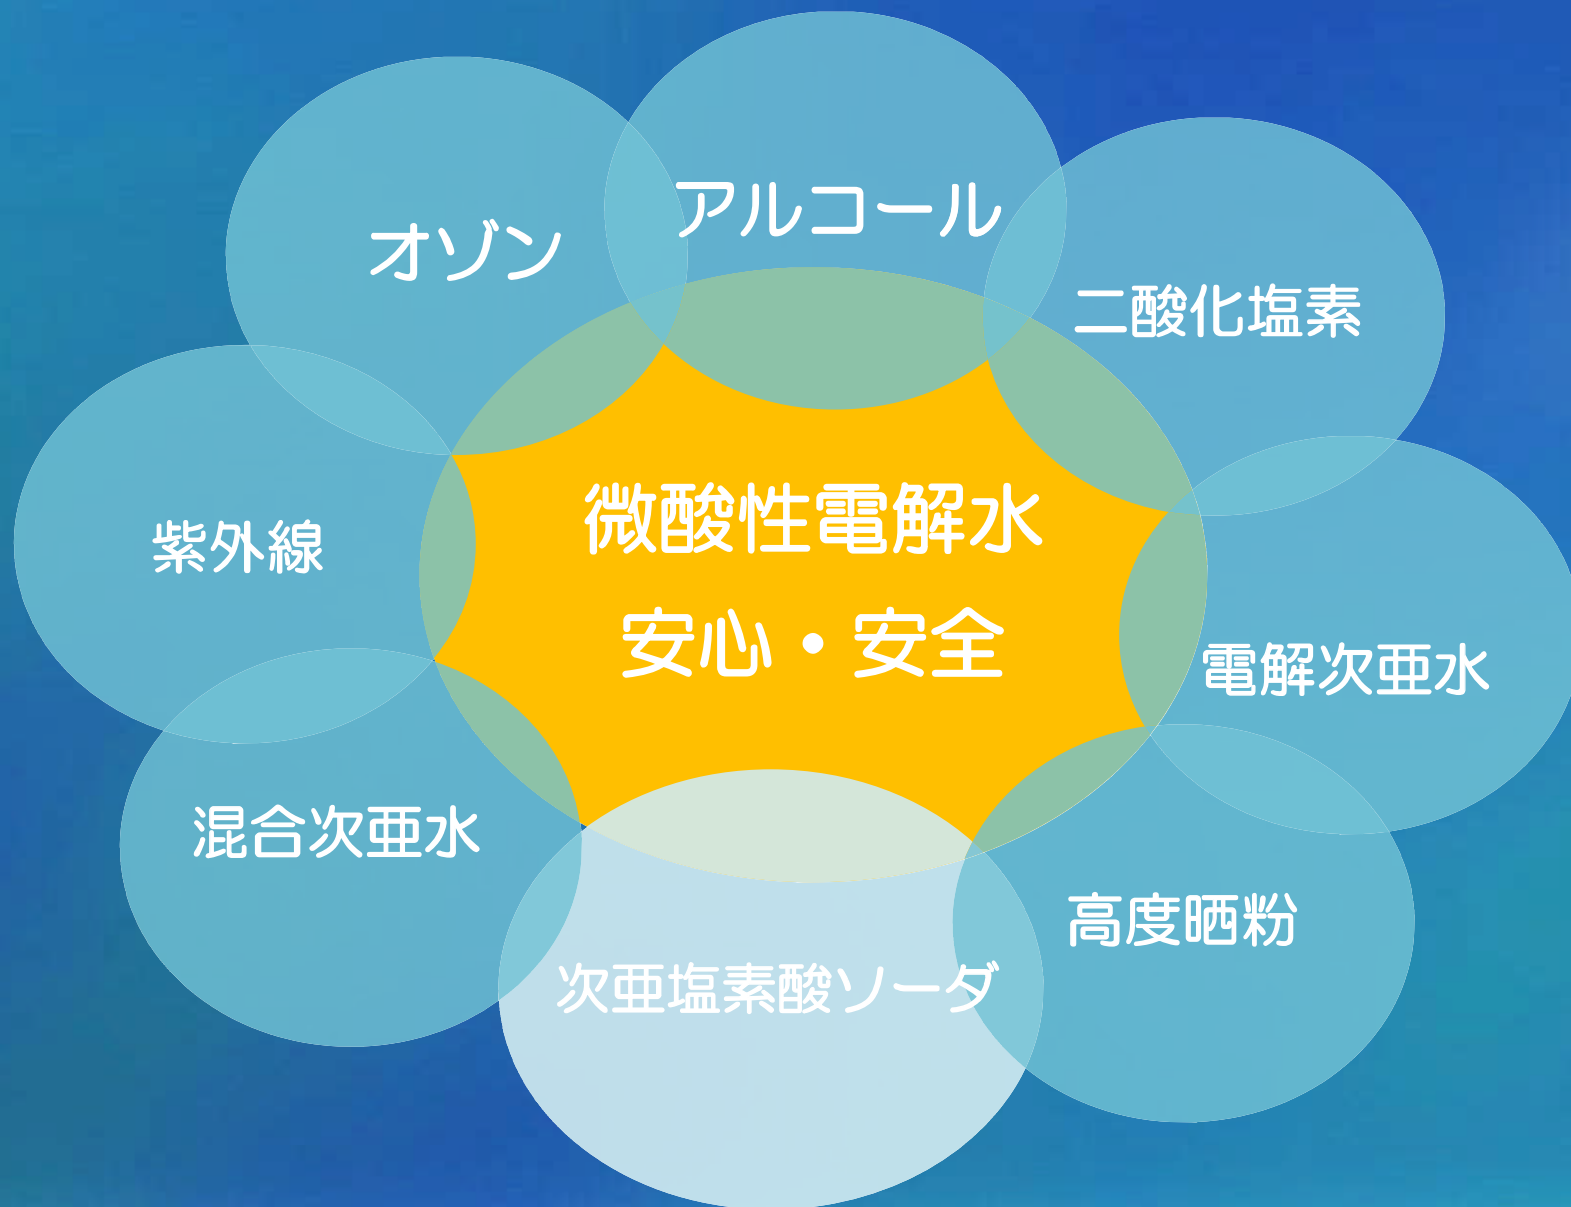 アルコール
オゾン
二酸化塩素
微酸性電解水
安心・安全
紫外線
電解次亜水
混合次亜水
高度晒粉
次亜塩素酸ソーダ